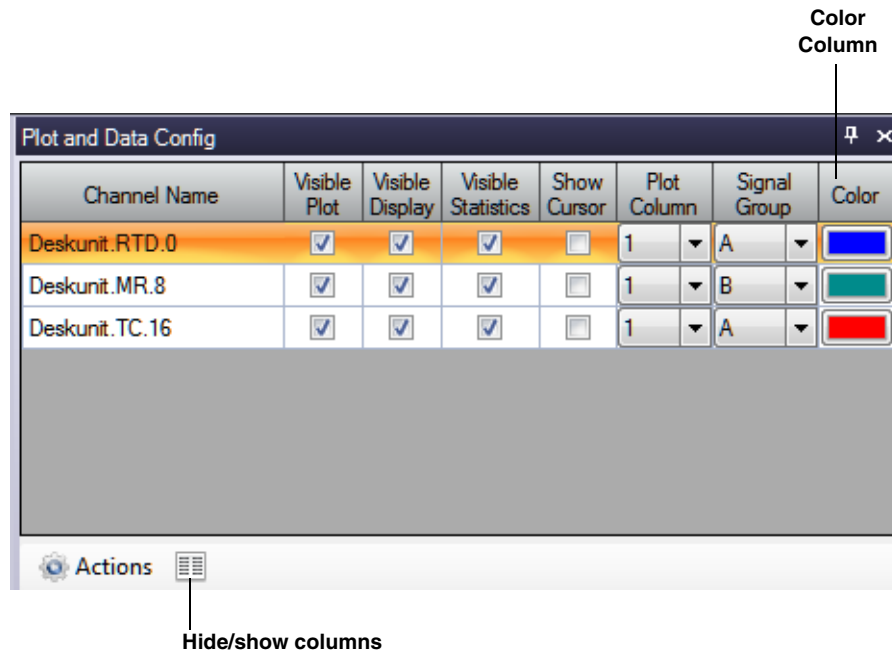 Color
Column
Plot and Data Config
Channel Name Visible Plot Visible Display Visible Statistics Show Cursor Plot Column Signal Group Color
Deskunit.RTD.0 1 A
Deskunit.MR.8 1 B
Deskunit.TC.16 1 A
Actions
Hide/show columns